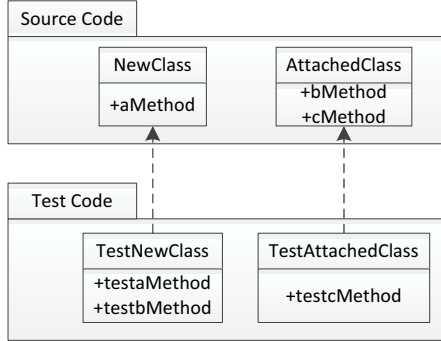 Source Code
NewClass
+aMethod
AttachedClass
+bMethod
+cMethod
Test Code
TestNewClass
+testaMethod
+testbMethod
TestAttachedClass
+testcMethod